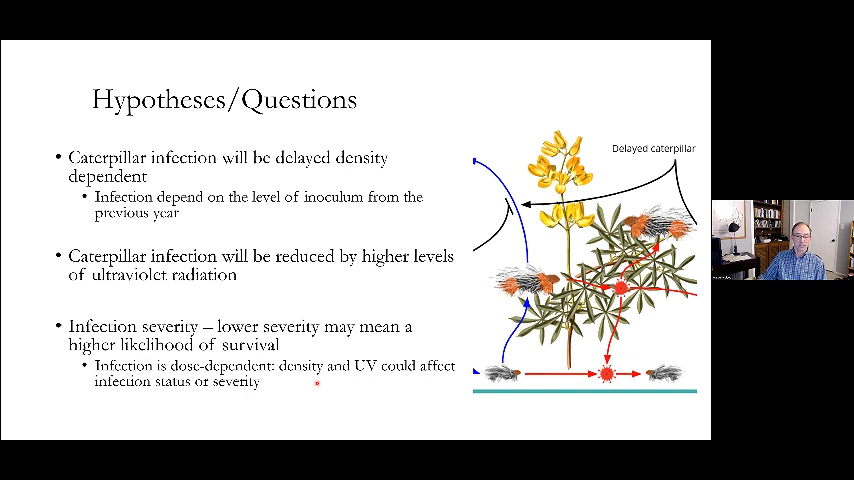 Hypotheses/Questions
• Caterpillar infection will be delayed density
dependent
• Infection depend on the level of inoculum from the
previous year
• Caterpillar infection will be reduced by higher levels
of ultraviolet radiation
• Infection severity – lower severity may mean a
higher likelihood of survival
• Infection is dose-dependent: density and UV could affect
infection status or severity
Delayed caterpillar